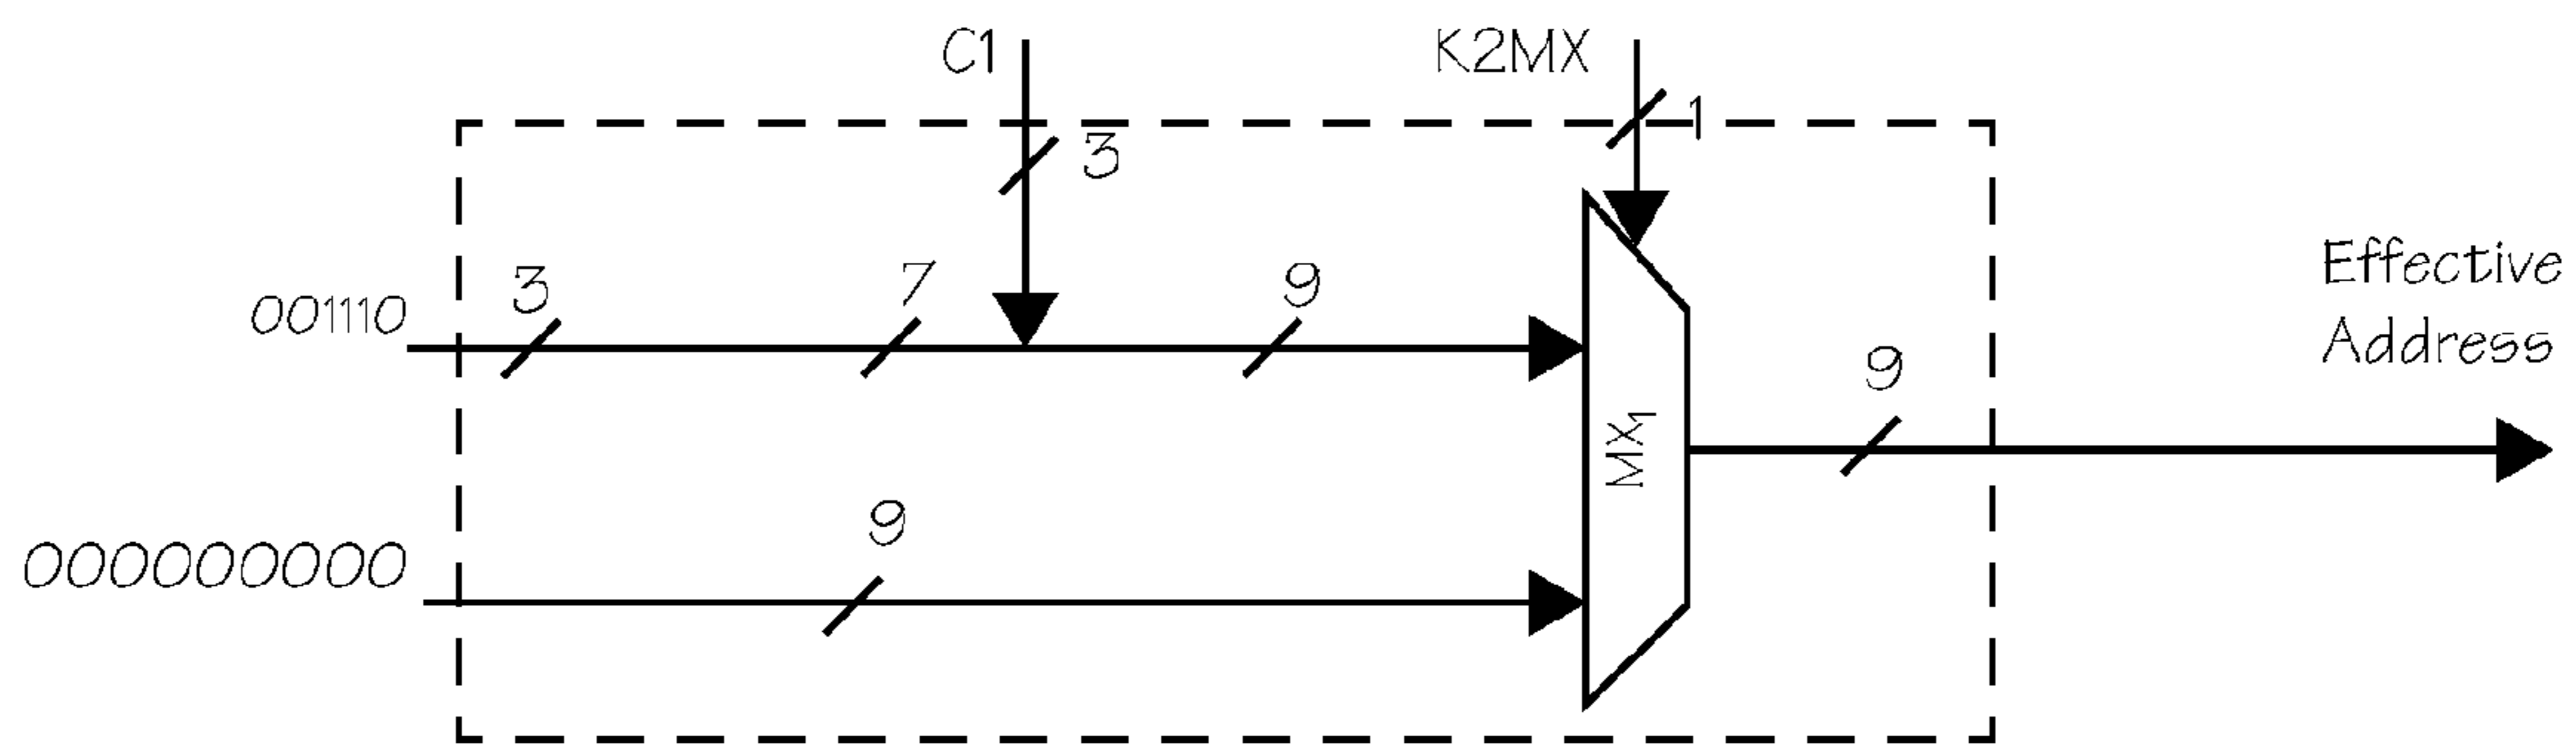 C1
K2MX
1
3
001110
3
7
9
Effective
Address
9
MX1
9
000000000